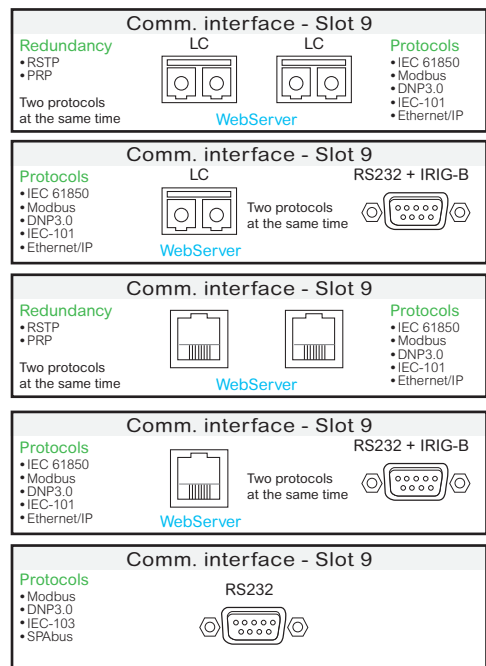 Comm. interface - Slot 9
Redundancy
• RSTP
• PRP
Two protocols
at the same time
LC
LC
WebServer
Protocols
• IEC 61850
• Modbus
• DNP3.0
• IEC-101
• Ethernet/IP
Comm. interface - Slot 9
Protocols
• IEC 61850
• Modbus
• DNP3.0
• IEC-101
• Ethernet/IP
LC
WebServer
Two protocols
at the same time
RS232 + IRIG-B
Comm. interface - Slot 9
Redundancy
• RSTP
• PRP
Two protocols
at the same time
WebServer
Protocols
• IEC 61850
• Modbus
• DNP3.0
• IEC-101
• Ethernet/IP
Comm. interface - Slot 9
Protocols
• IEC 61850
• Modbus
• DNP3.0
• IEC-101
• Ethernet/IP
WebServer
Two protocols
at the same time
RS232 + IRIG-B
Comm. interface - Slot 9
Protocols
• Modbus
• DNP3.0
• IEC-103
• SPAbus
RS232